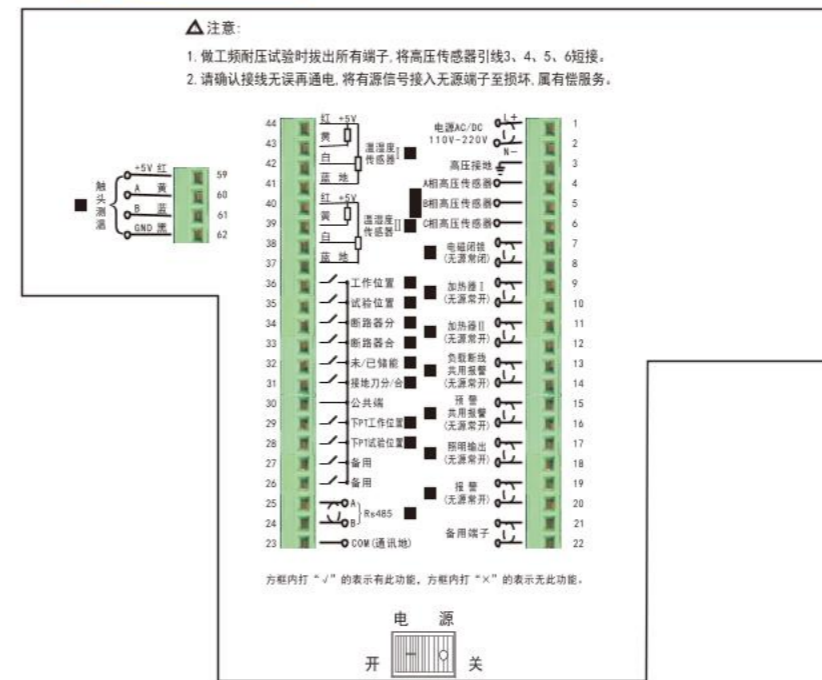 注意:
1. 做工频耐压试验时拔出所有端子, 将高压传感器引线3、4、5、6短接。
2. 请确认接线无误再通电, 将有源信号接入无源端子至损坏, 属有偿服务。
触头测温
+5V 红 59
A 黄 60
B 蓝 61
GND 黑 62
44 红 +5V
43 黄
42 白
41 蓝 地
温湿度传感器Ⅰ
40 红 +5V
39 黄
38 白
37 蓝 地
温湿度传感器Ⅱ
36 工作位置
35 试验位置
34 断路器分
33 断路器合
32 未/已储能
31 接地刀分/合
30 公共端
29 下PT工作位置
28 下PT试验位置
27 备用
26 备用
25 A
24 B
Rs485
23 COM(通讯地)
电源AC/DC
110V-220V
L+ 1
N- 2
高压接地 3
A相高压传感器 4
B相高压传感器 5
C相高压传感器 6
电磁闭锁 7
(无源常闭) 8
加热器Ⅰ 9
(无源常开) 10
加热器Ⅱ 11
(无源常开) 12
负载断线 13
共用报警
(无源常开) 14
预 警 15
共用报警
(无源常开) 16
照明输出 17
(无源常开) 18
报 警 19
(无源常开) 20
备用端子 21
22
方框内打“√”的表示有此功能。方框内打“×”的表示无此功能。
电 源
开 关